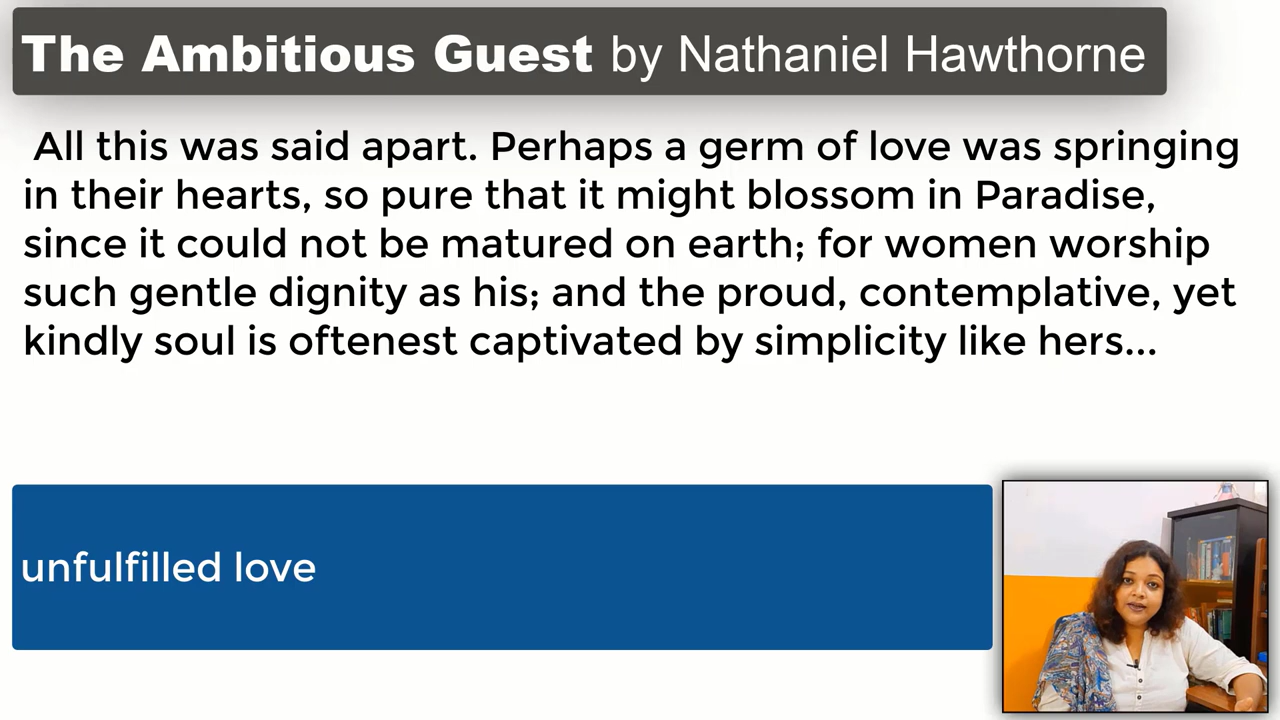 The Ambitious Guest by Nathaniel Hawthorne
All this was said apart. Perhaps a germ of love was springing
in their hearts, so pure that it might blossom in Paradise,
since it could not be matured on earth; for women worship
such gentle dignity as his; and the proud, contemplative, yet
kindly soul is oftenest captivated by simplicity like hers...
unfulfilled love